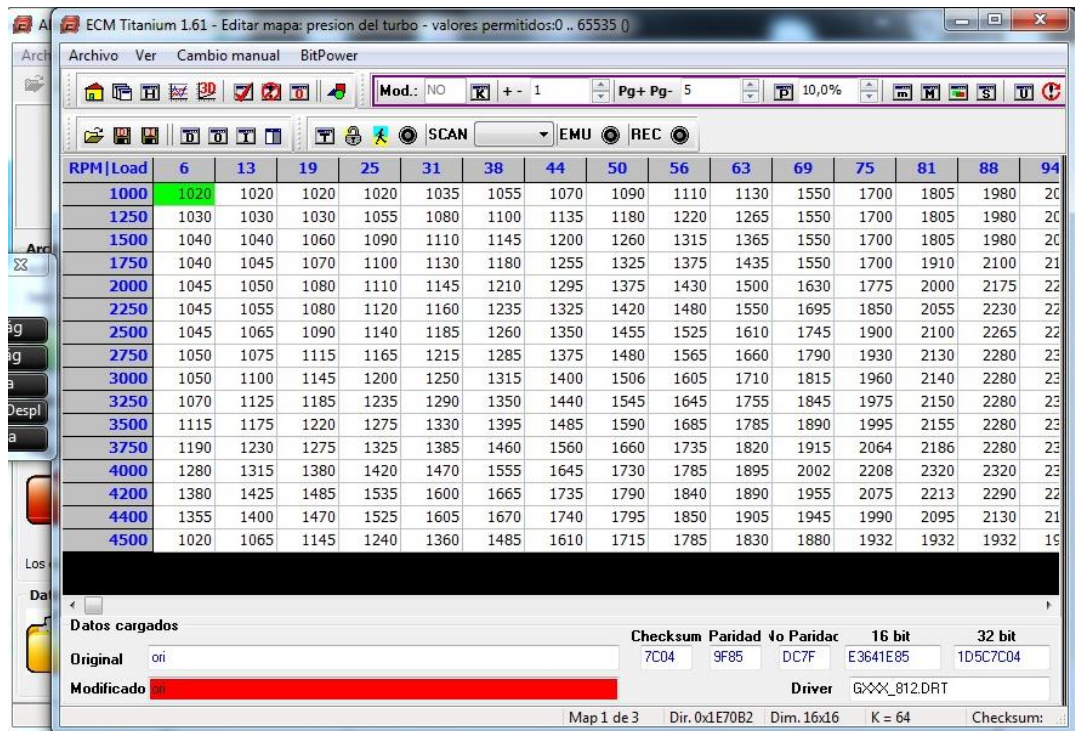 ECM Titanium 1.61 - Editar mapa: presion del turbo - valores permitidos:0 .. 65535 ()
Archivo Ver Cambio manual BitPower
Mod.: NO K + - 1 Pg+ Pg- 5 P 10,0% m M S U
D O I T SCAN EMU REC
RPM|Load 6 13 19 25 31 38 44 50 56 63 69 75 81 88 94
1000 1020 1020 1020 1020 1035 1055 1070 1090 1110 1130 1550 1700 1805 1980
1250 1030 1030 1030 1055 1080 1100 1135 1180 1220 1265 1550 1700 1805 1980
1500 1040 1040 1060 1090 1110 1145 1200 1260 1315 1365 1550 1700 1805 1980
1750 1040 1045 1070 1100 1130 1180 1255 1325 1375 1435 1550 1700 1910 2100
2000 1045 1050 1080 1110 1145 1210 1295 1375 1430 1500 1630 1775 2000 2175
2250 1045 1055 1080 1120 1160 1235 1325 1420 1480 1550 1695 1850 2055 2230
2500 1045 1065 1090 1140 1185 1260 1350 1455 1525 1610 1745 1900 2100 2265
2750 1050 1075 1115 1165 1215 1285 1375 1480 1565 1660 1790 1930 2130 2280
3000 1050 1100 1145 1200 1250 1315 1400 1506 1605 1710 1815 1960 2140 2280
3250 1070 1125 1185 1235 1290 1350 1440 1545 1645 1755 1845 1975 2150 2280
3500 1115 1175 1220 1275 1330 1395 1485 1590 1685 1785 1890 1995 2155 2280
3750 1190 1230 1275 1325 1385 1460 1560 1660 1735 1820 1915 2064 2186 2280
4000 1280 1315 1380 1420 1470 1555 1645 1730 1785 1895 2002 2208 2320 2320
4200 1380 1425 1485 1535 1600 1665 1735 1790 1840 1890 1955 2075 2213 2290
4400 1355 1400 1470 1525 1605 1670 1740 1795 1850 1905 1945 1990 2095 2130
4500 1020 1065 1145 1240 1360 1485 1610 1715 1785 1830 1880 1932 1932 1932
Datos cargados
Checksum Paridad No Paridad 16 bit 32 bit
Original ori 7C04 9F85 DC7F E3641E85 1D5C7C04
Modificado ori Driver GXXX_812.DRT
Map 1 de 3 Dir. 0x1E70B2 Dim. 16x16 K = 64 Checksum: